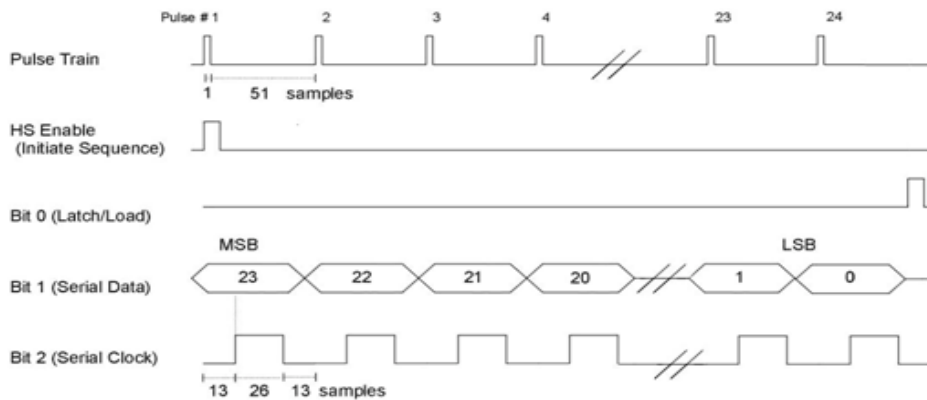 Pulse # 1 2 3 4 23 24
Pulse Train
1 51 samples
HS Enable
(Initiate Sequence)
Bit 0 (Latch/Load)
MSB LSB
Bit 1 (Serial Data) 23 22 21 20 1 0
Bit 2 (Serial Clock)
13 26 13 samples